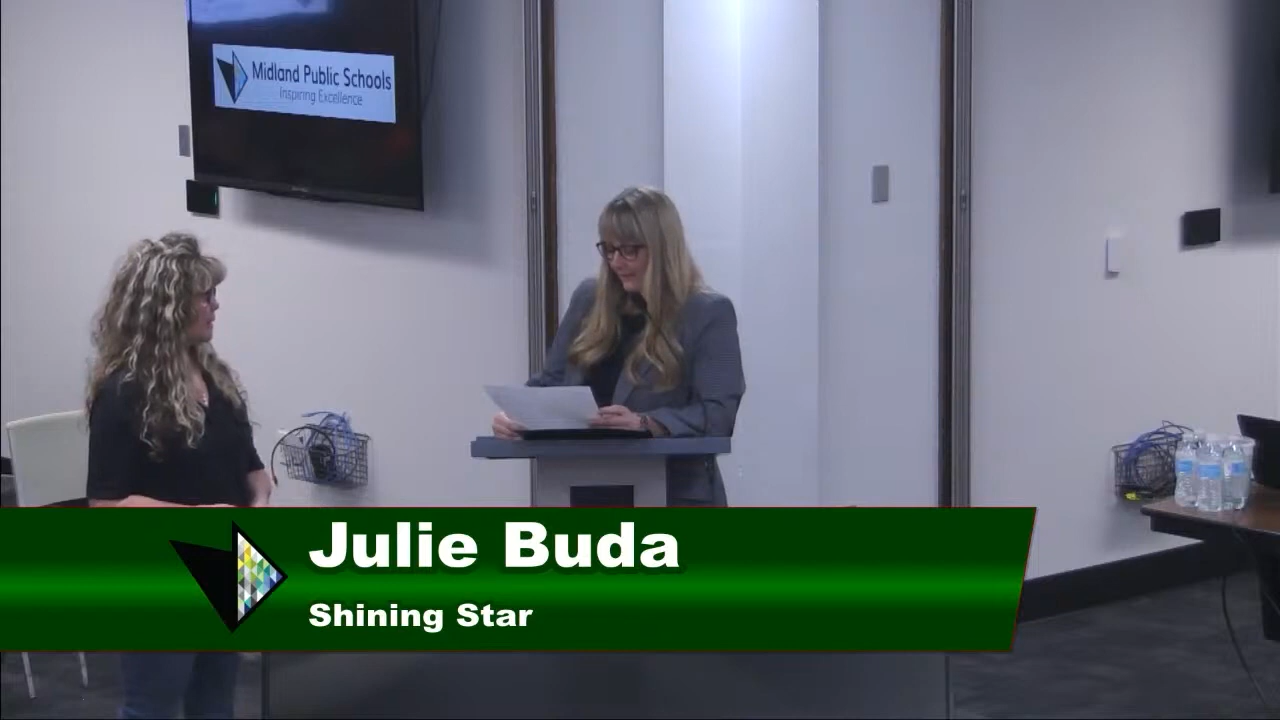 Midland Public Schools
Inspiring Excellence
Julie Buda
Shining Star